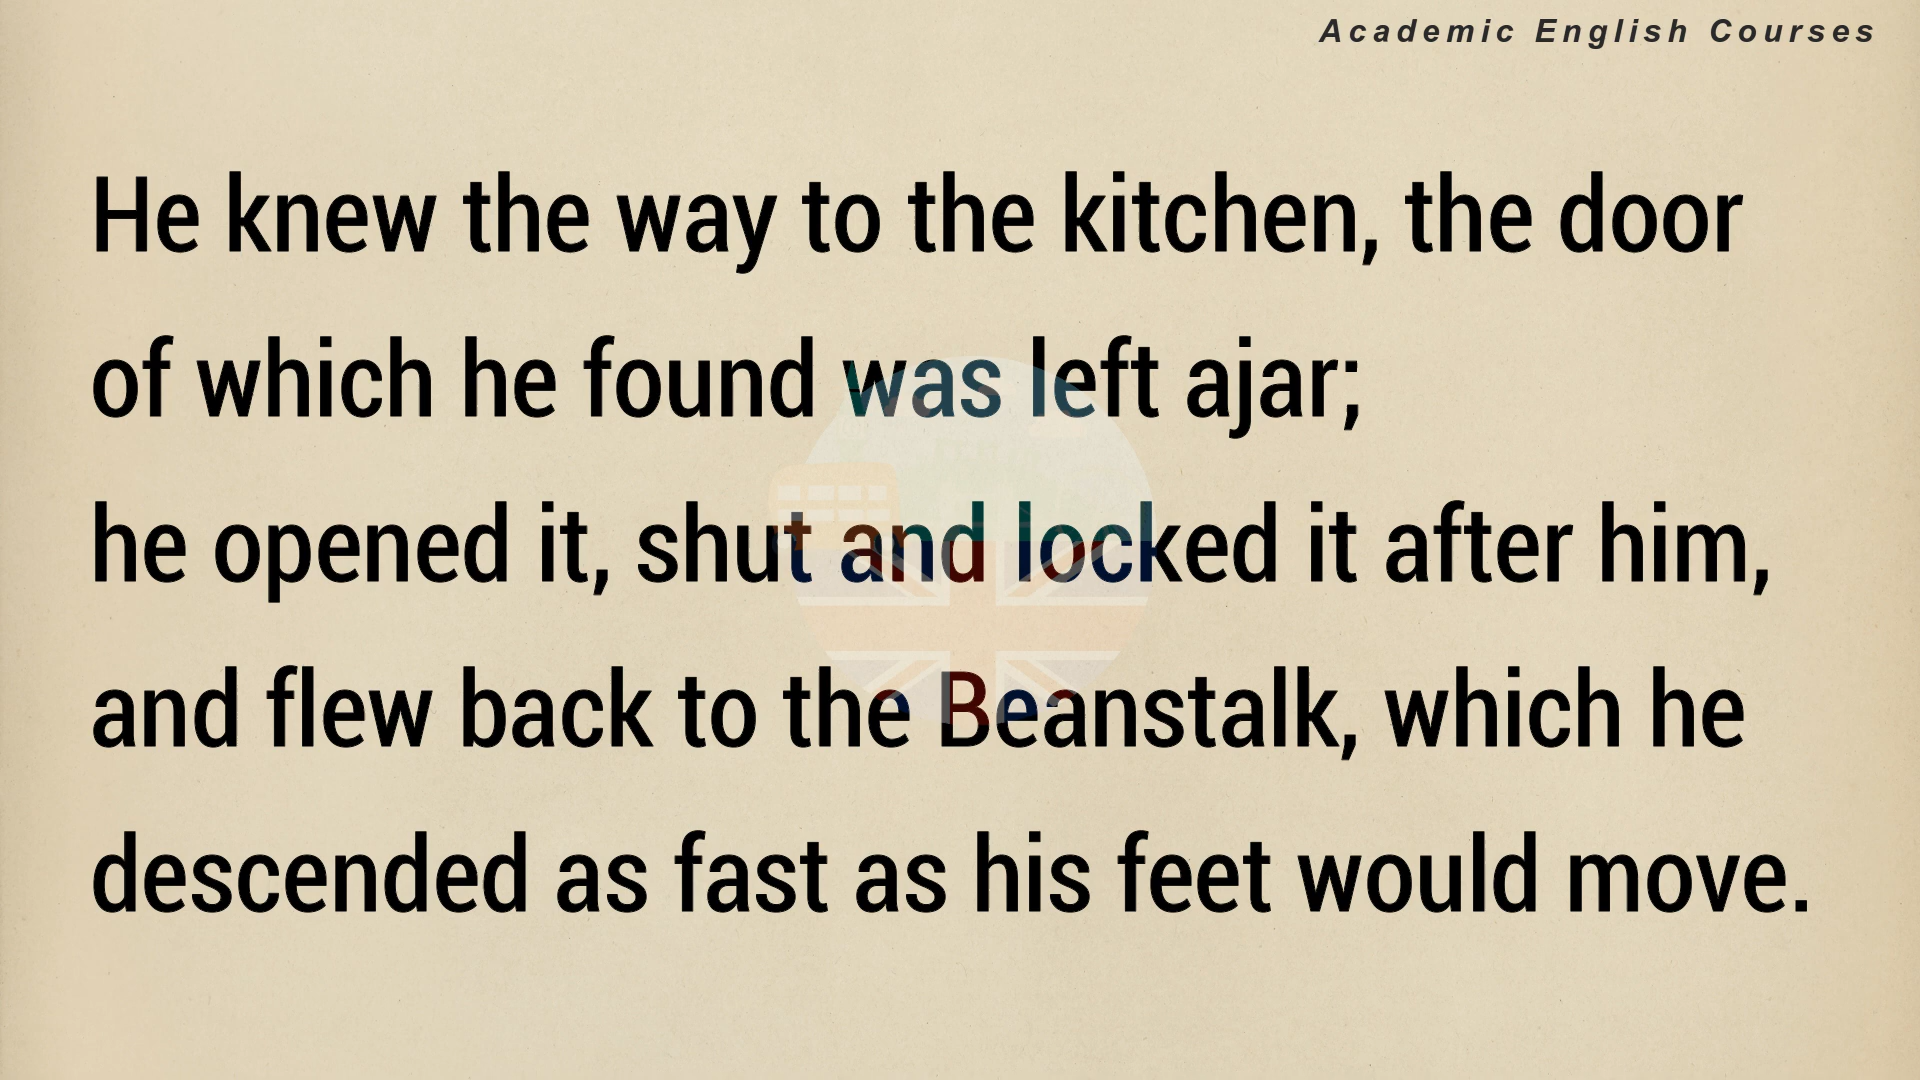 Academic English Courses
He knew the way to the kitchen, the door
of which he found was left ajar;
he opened it, shut and locked it after him,
and flew back to the Beanstalk, which he
descended as fast as his feet would move.